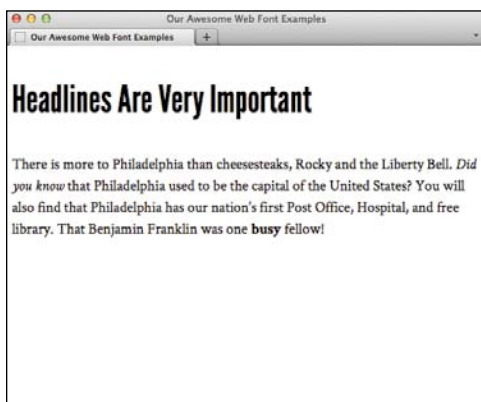 Our Awesome Web Font Examples
Our Awesome Web Font Examples +
Headlines Are Very Important
There is more to Philadelphia than cheesesteaks, Rocky and the Liberty Bell. Did
you know that Philadelphia used to be the capital of the United States? You will
also find that Philadelphia has our nation's first Post Office, Hospital, and free
library. That Benjamin Franklin was one busy fellow!